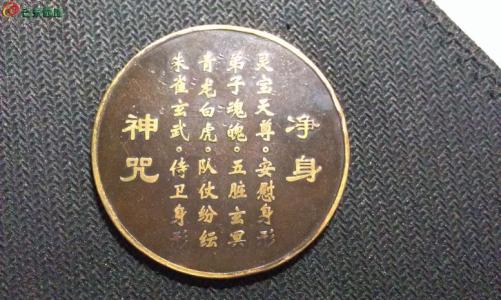 净身
灵宝天尊·安慰身形
弟子魂魄·五脏玄冥
青龙白虎·队仗纷纭
朱雀玄武·侍卫身形
神咒